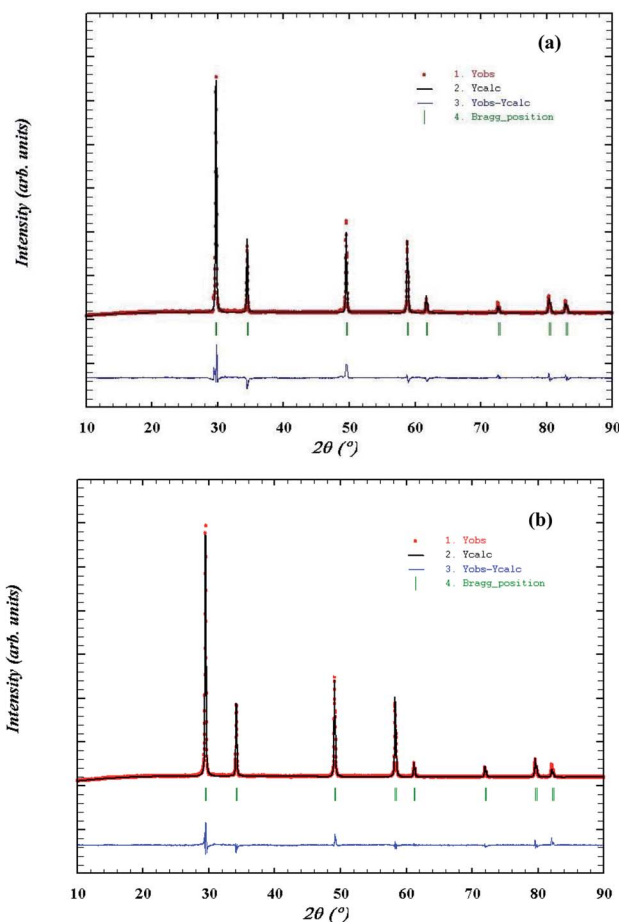 (a)
1. Yobs
2. Ycalc
3. Yobs-Ycalc
4. Bragg_position
Intensity (arb. units)
10 20 30 40 50 60 70 80 90
2θ (°)
(b)
1. Yobs
2. Ycalc
3. Yobs-Ycalc
4. Bragg_position
Intensity (arb. units)
10 20 30 40 50 60 70 80 90
2θ (°)